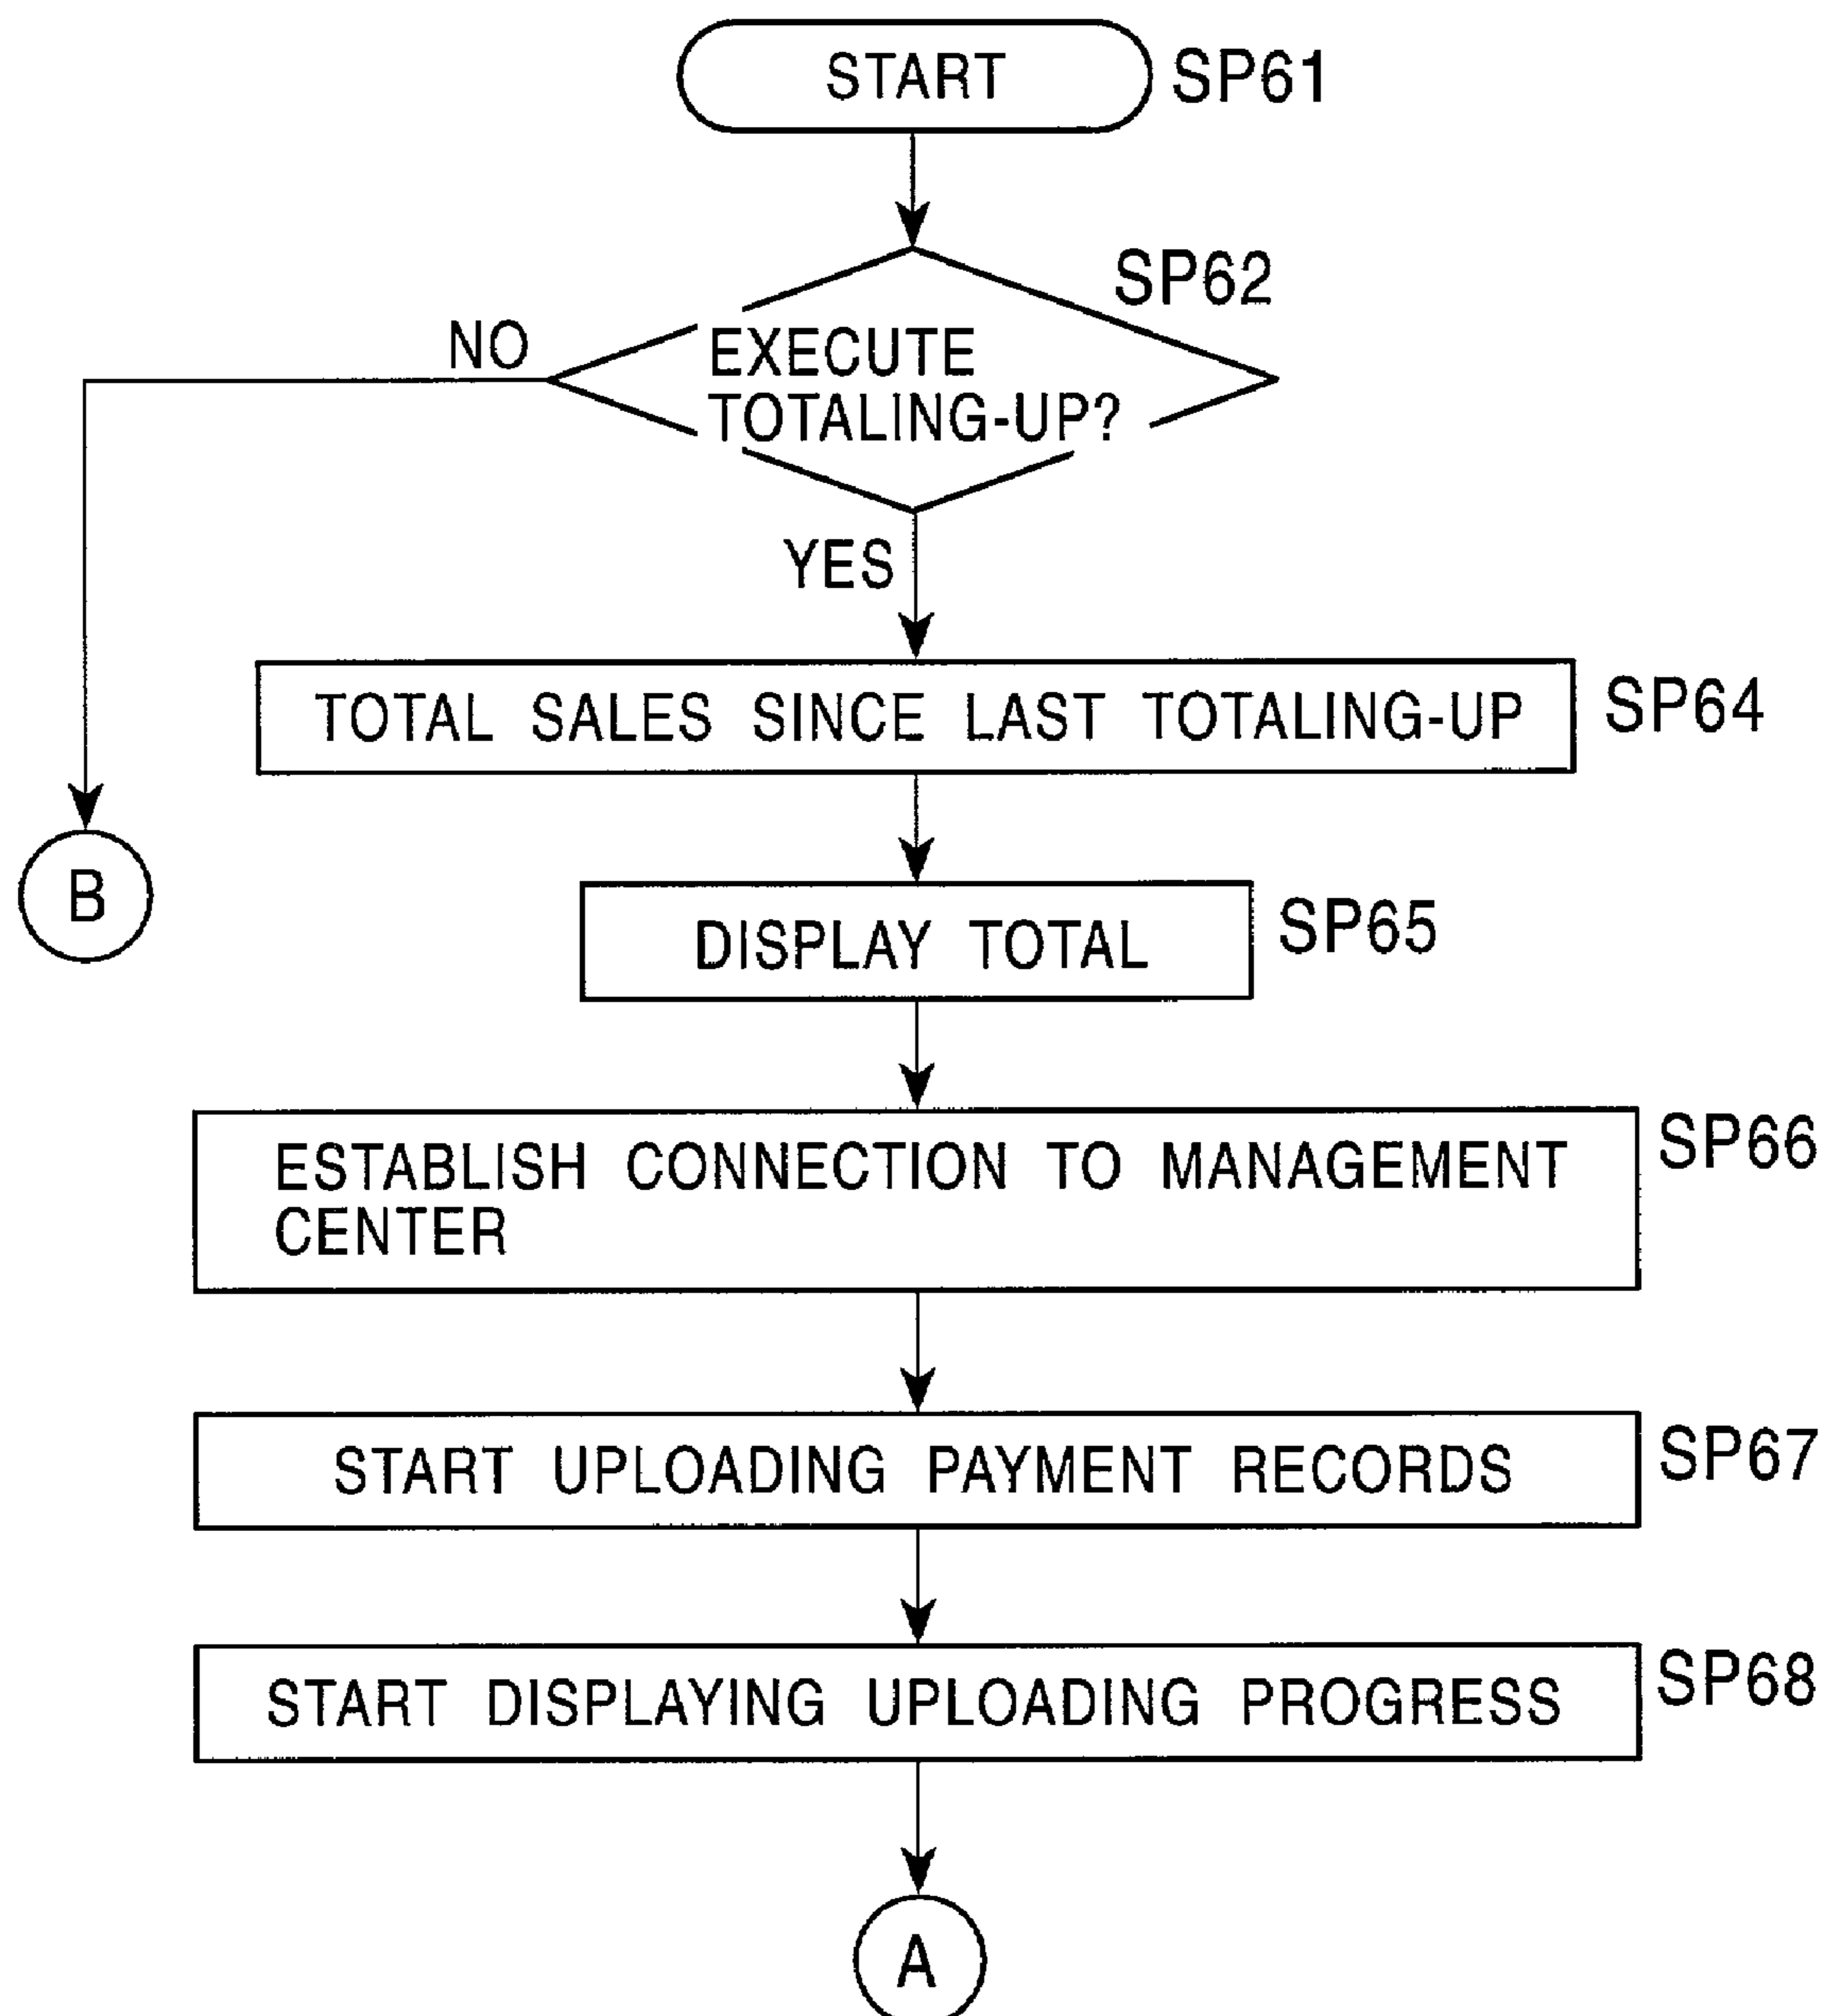 START
SP61
SP62
NO
EXECUTE
TOTALING-UP?
YES
TOTAL SALES SINCE LAST TOTALING-UP
SP64
B
DISPLAY TOTAL
SP65
ESTABLISH CONNECTION TO MANAGEMENT
CENTER
SP66
START UPLOADING PAYMENT RECORDS
SP67
START DISPLAYING UPLOADING PROGRESS
SP68
A